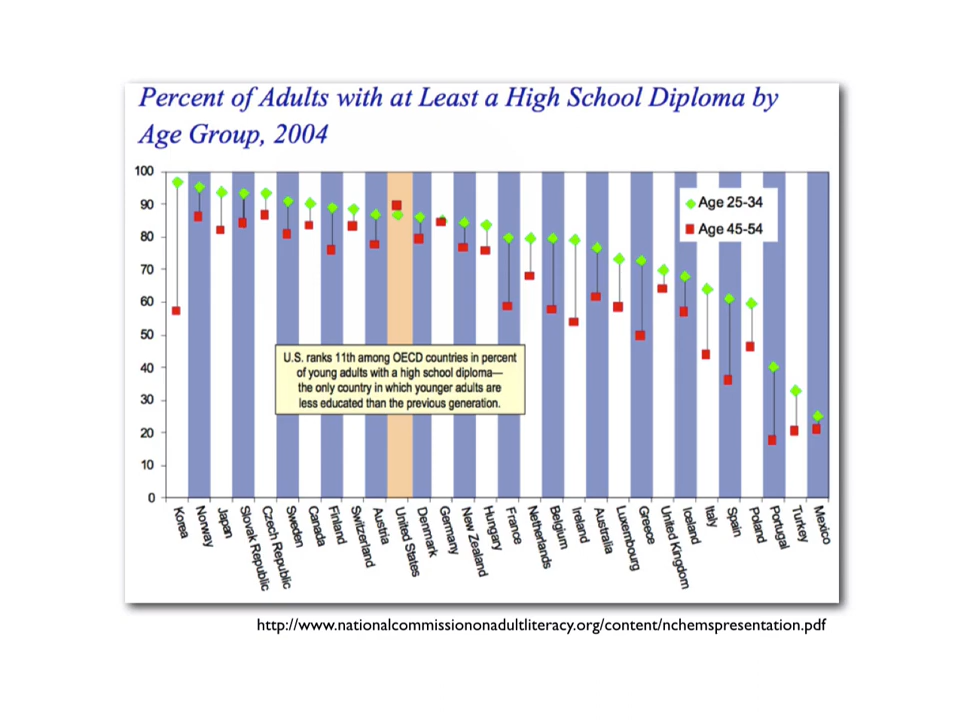 Percent of Adults with at Least a High School Diploma by
Age Group, 2004
100
90
80
70
60
50
40
30
20
10
0
Age 25-34
Age 45-54
U.S. ranks 11th among OECD countries in percent
of young adults with a high school diploma—
the only country in which younger adults are
less educated than the previous generation.
Korea
Norway
Japan
Slovak Republic
Czech Republic
Sweden
Canada
Finland
Switzerland
Austria
United States
Denmark
Germany
New Zealand
Hungary
France
Netherlands
Belgium
Ireland
Australia
Luxembourg
Greece
United Kingdom
Iceland
Italy
Spain
Poland
Portugal
Turkey
Mexico
http://www.nationalcommissiononadultliteracy.org/content/nchemspresentation.pdf